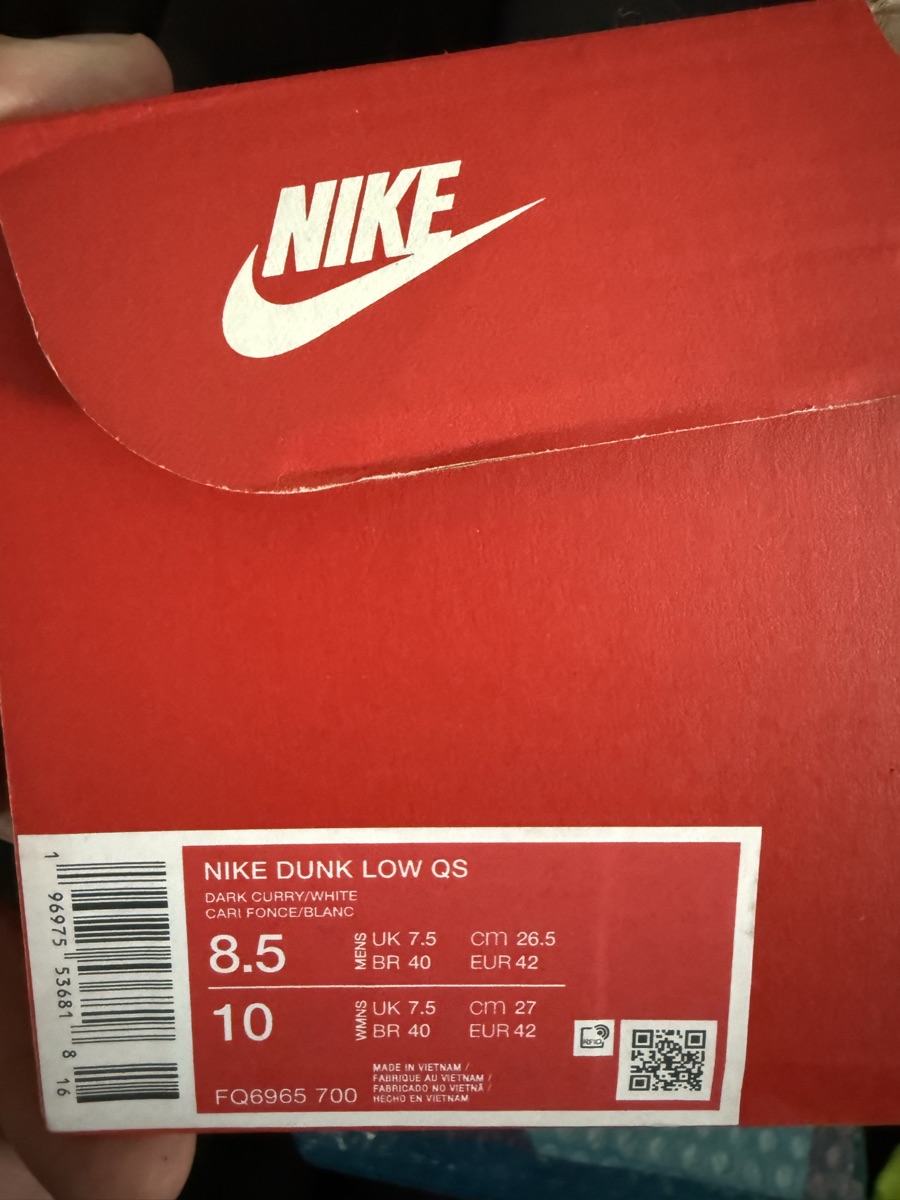 NIKE
NIKE DUNK LOW QS
DARK CURRY/WHITE
CARI FONCE/BLANC
8.5 MENS UK 7.5 cm 26.5
BR 40 EUR 42
10 WMNS UK 7.5 cm 27
BR 40 EUR 42
RFID
MADE IN VIETNAM /
FABRIQUE AU VIETNAM /
FABRICADO NO VIETNÃ /
HECHO EN VIETNAM
FQ6965 700
1 96975 53681 8 16